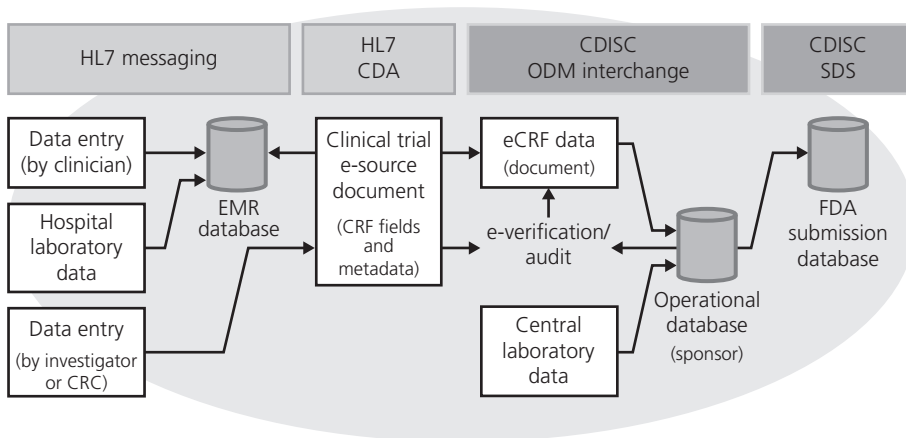 HL7 messaging
HL7
CDA
CDISC
ODM interchange
CDISC
SDS
Data entry
(by clinician)
Hospital
laboratory
data
Data entry
(by investigator
or CRC)
EMR
database
Clinical trial
e-source
document
(CRF fields
and
metadata)
eCRF data
(document)
e-verification/
audit
Central
laboratory
data
Operational
database
(sponsor)
FDA
submission
database